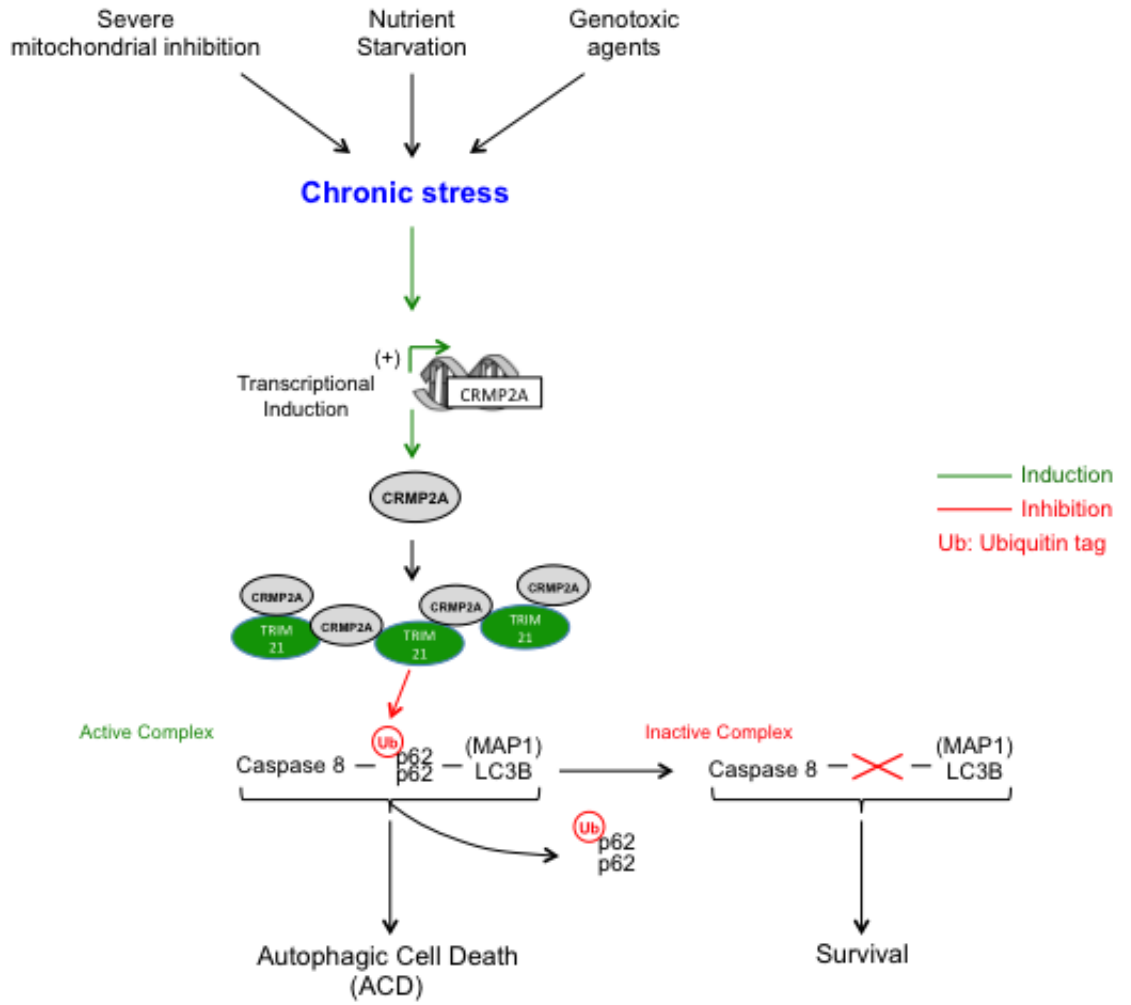 Severe
mitochondrial inhibition
Nutrient
Starvation
Genotoxic
agents
Chronic stress
(+)
Transcriptional
Induction
CRMP2A
CRMP2A
Induction
Inhibition
Ub: Ubiquitin tag
CRMP2A
CRMP2A
CRMP2A
CRMP2A
TRIM
21
TRIM
21
TRIM
21
Active Complex
Inactive Complex
Caspase 8
Ub
p62
p62
(MAP1)
LC3B
Caspase 8
(MAP1)
LC3B
Ub
p62
p62
Autophagic Cell Death
(ACD)
Survival